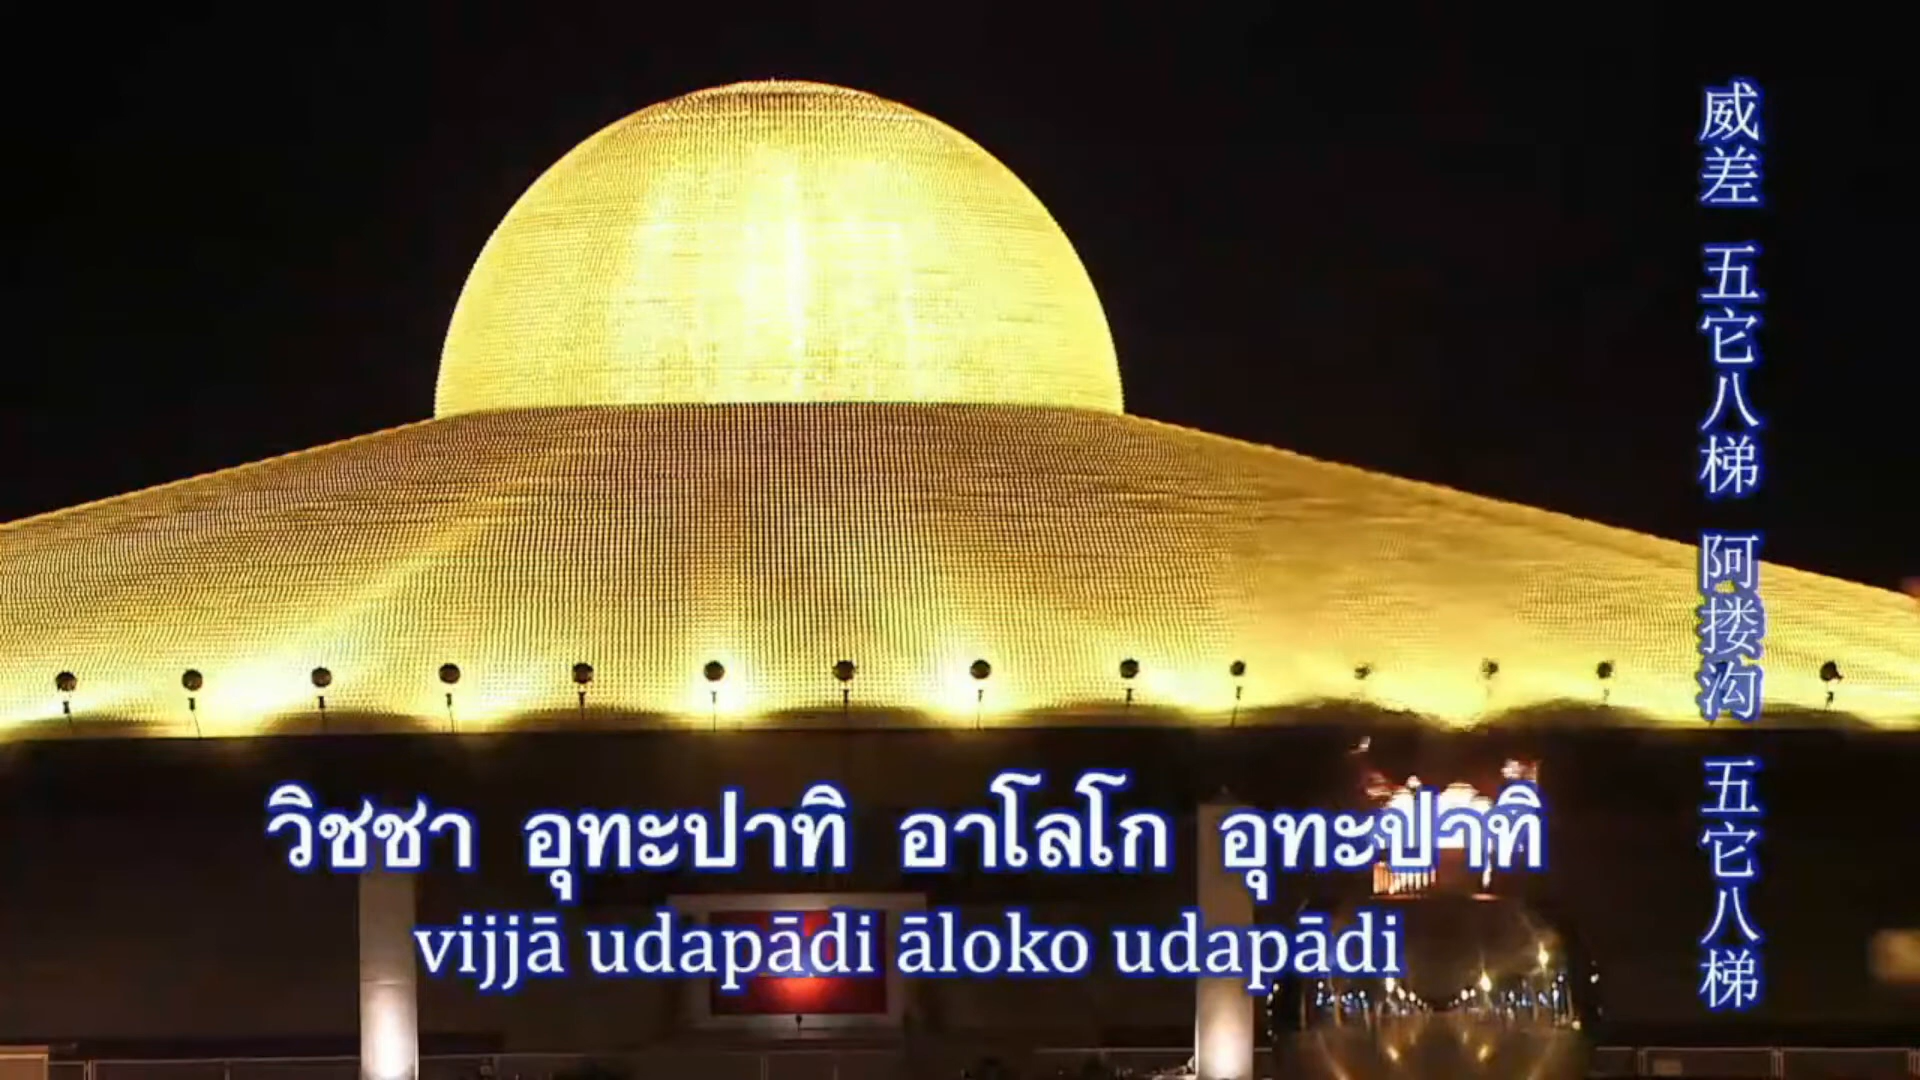 วิชชา อุทะปาทิ อาโลโก อุทะปาทิ
vijjā udapādi āloko udapādi
威差 五它八梯 阿搂沟 五它八梯